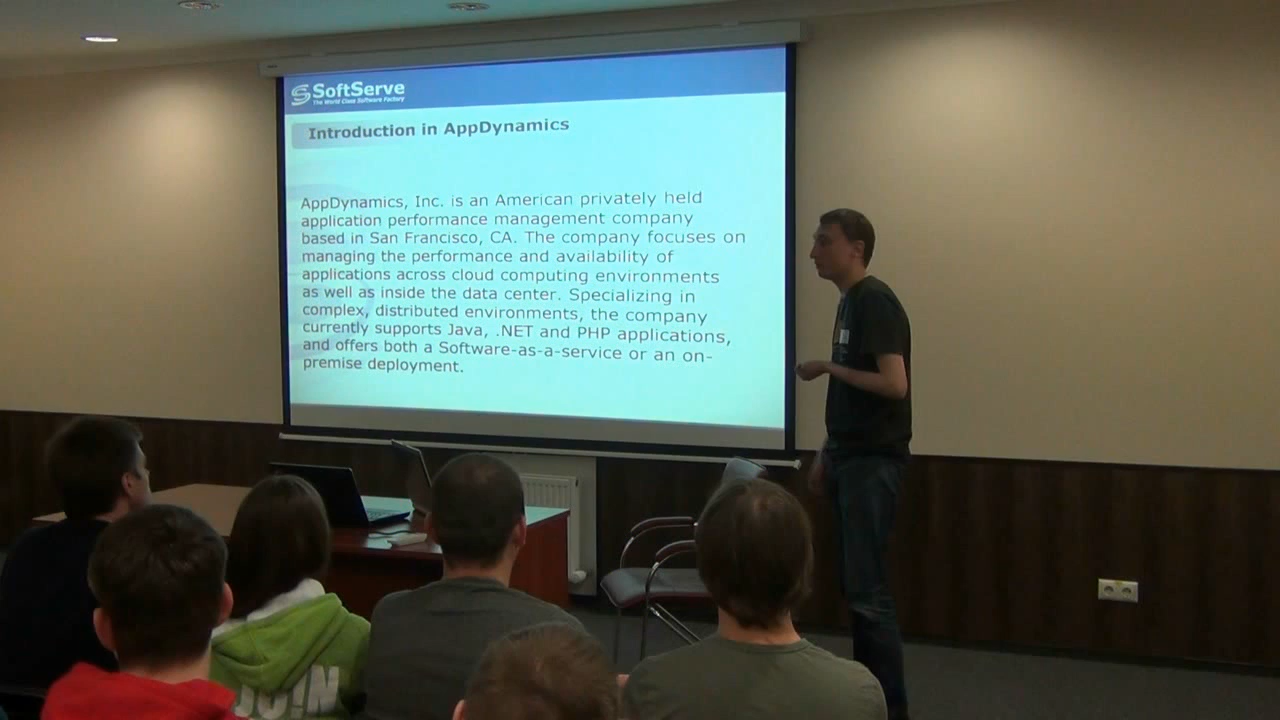 SoftServe
The World Class Software Factory
Introduction in AppDynamics
AppDynamics, Inc. is an American privately held
application performance management company
based in San Francisco, CA. The company focuses on
managing the performance and availability of
applications across cloud computing environments
as well as inside the data center. Specializing in
complex, distributed environments, the company
currently supports Java, .NET and PHP applications,
and offers both a Software-as-a-service or an on-
premise deployment.
JO!N